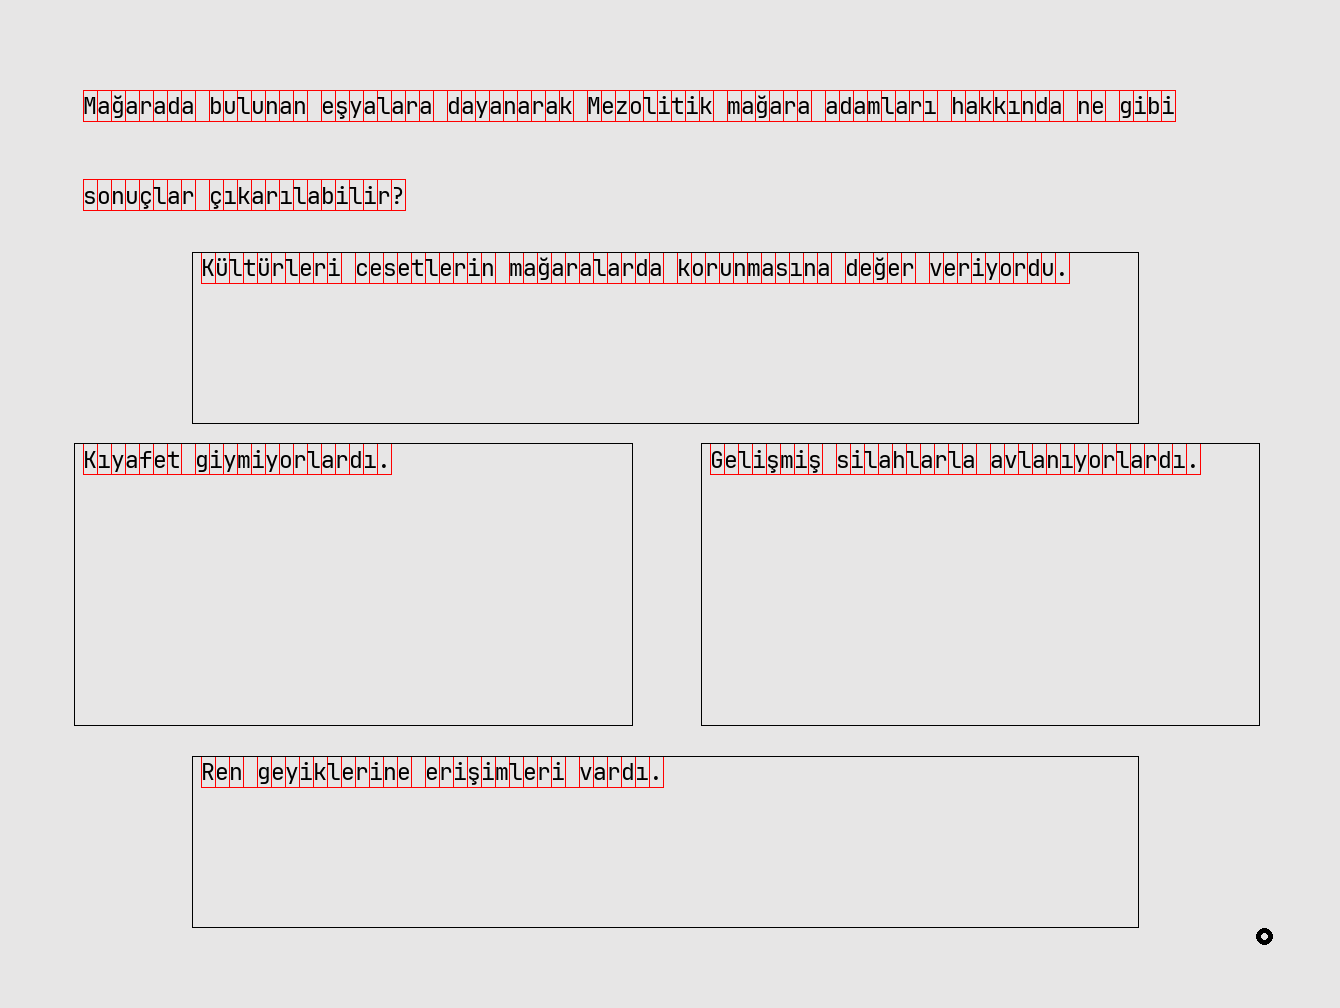 Mağarada bulunan eşyalara dayanarak Mezolitik mağara adamları hakkında ne gibi
sonuçlar çıkarılabilir?
Kültürleri cesetlerin mağaralarda korunmasına değer veriyordu.
Kıyafet giymiyorlardı.
Gelişmiş silahlarla avlanıyorlardı.
Ren geyiklerine erişimleri vardı.